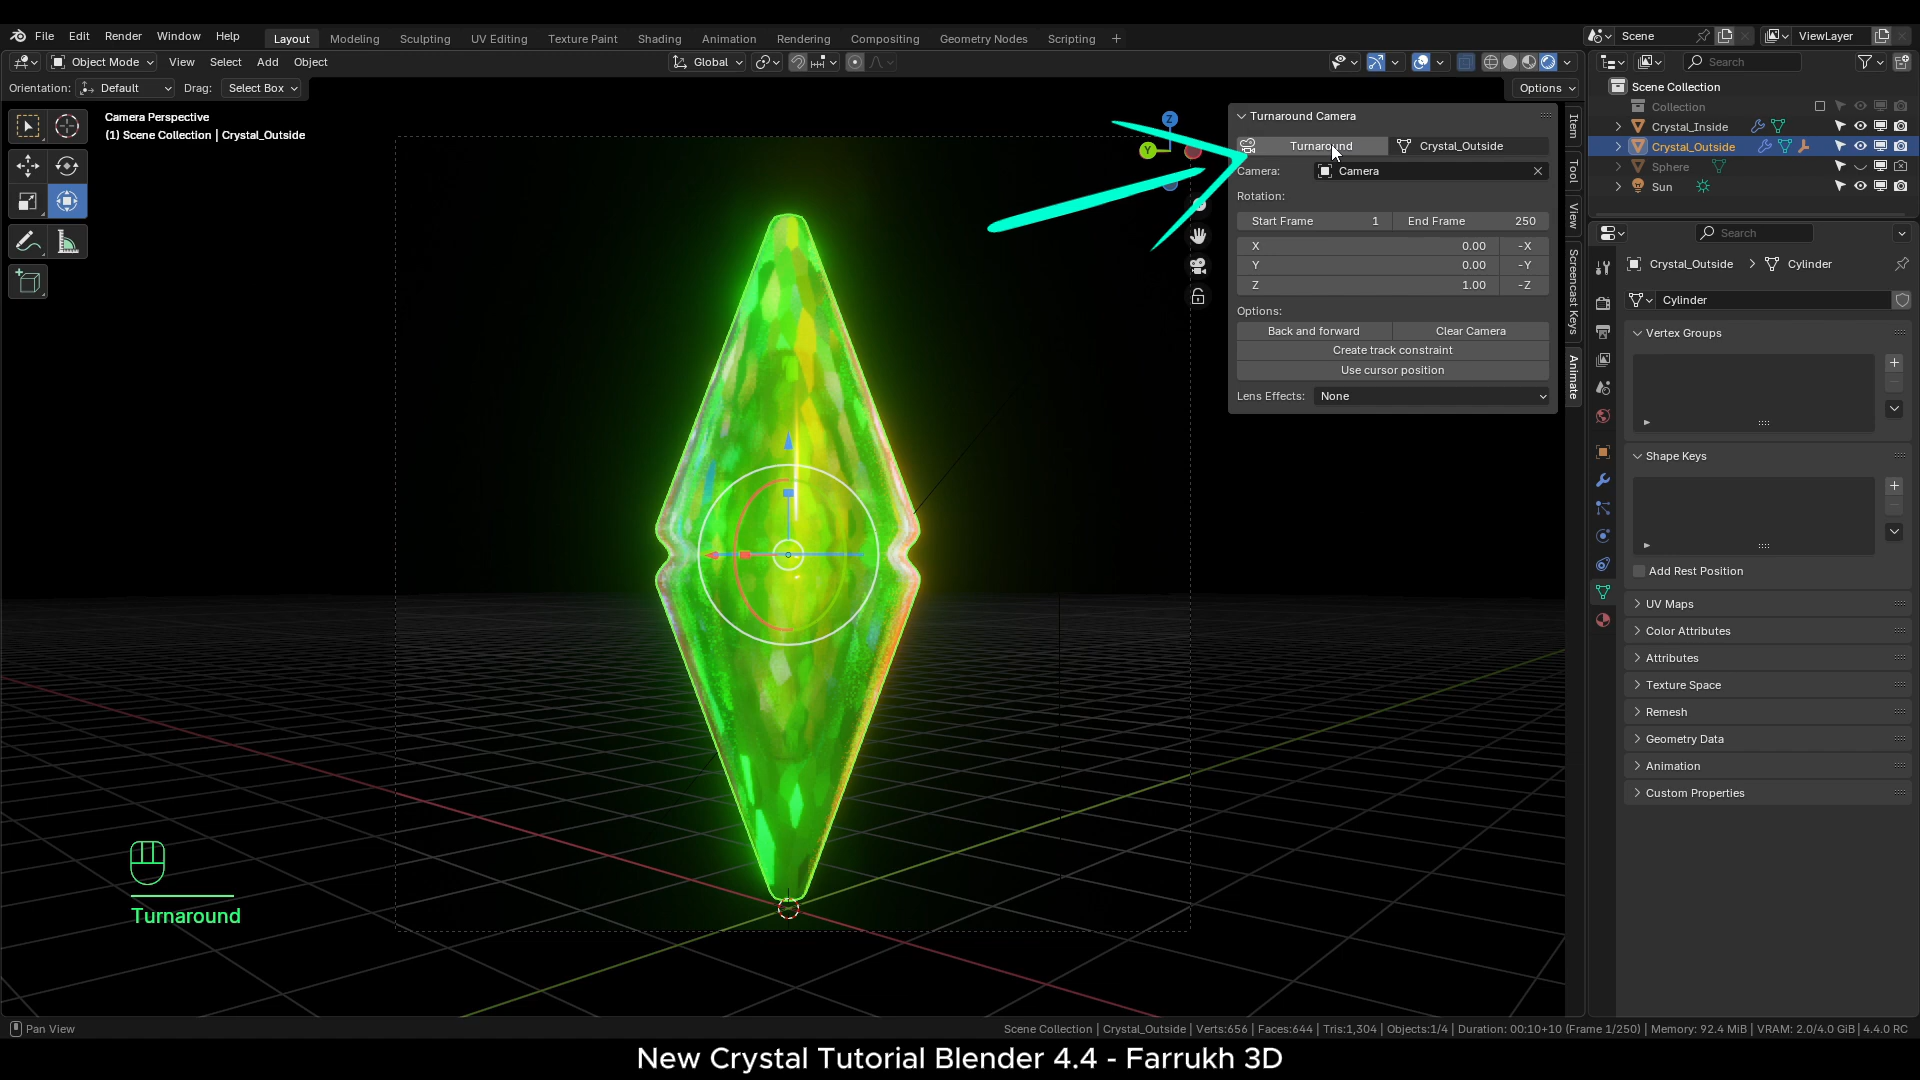 File Edit Render Window Help Layout Modeling Sculpting UV Editing Texture Paint Shading Animation Rendering Compositing Geometry Nodes Scripting + Scene ViewLayer
Object Mode View Select Add Object Global Search
Orientation: Default Drag: Select Box Options
Camera Perspective
(1) Scene Collection | Crystal_Outside
Z
Y
Turnaround Camera
Turnaround Crystal_Outside
Camera: Camera
Rotation:
Start Frame 1 End Frame 250
X 0.00 -X
Y 0.00 -Y
Z 1.00 -Z
Options:
Back and forward Clear Camera
Create track constraint
Use cursor position
Lens Effects: None
Item
Tool
View
Screencast Keys
Animate
Scene Collection
Collection
Crystal_Inside
Crystal_Outside
Sphere
Sun
Search
Crystal_Outside > Cylinder
Cylinder
Vertex Groups
Shape Keys
Add Rest Position
UV Maps
Color Attributes
Attributes
Texture Space
Remesh
Geometry Data
Animation
Custom Properties
Turnaround
Pan View Scene Collection | Crystal_Outside | Verts:656 | Faces:644 | Tris:1,304 | Objects:1/4 | Duration: 00:10+10 (Frame 1/250) | Memory: 92.4 MiB | VRAM: 2.0/4.0 GiB | 4.4.0 RC
New Crystal Tutorial Blender 4.4 - Farrukh 3D